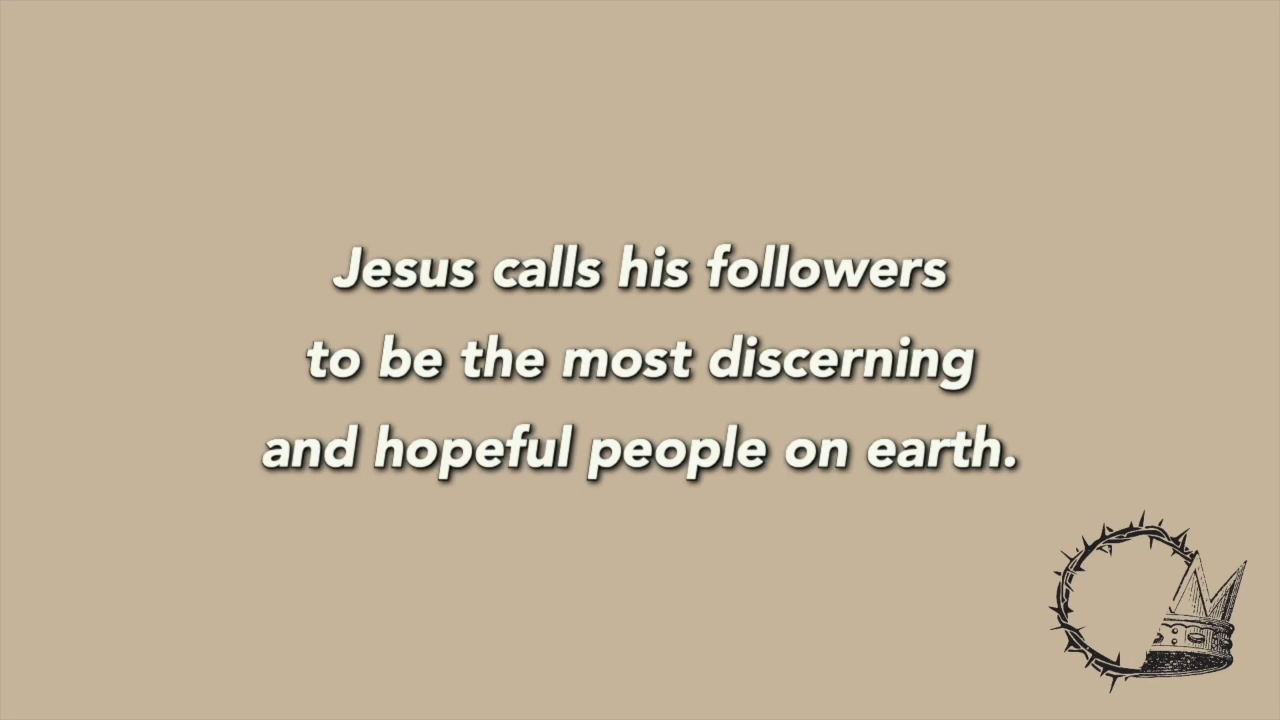 Jesus calls his followers
to be the most discerning
and hopeful people on earth.